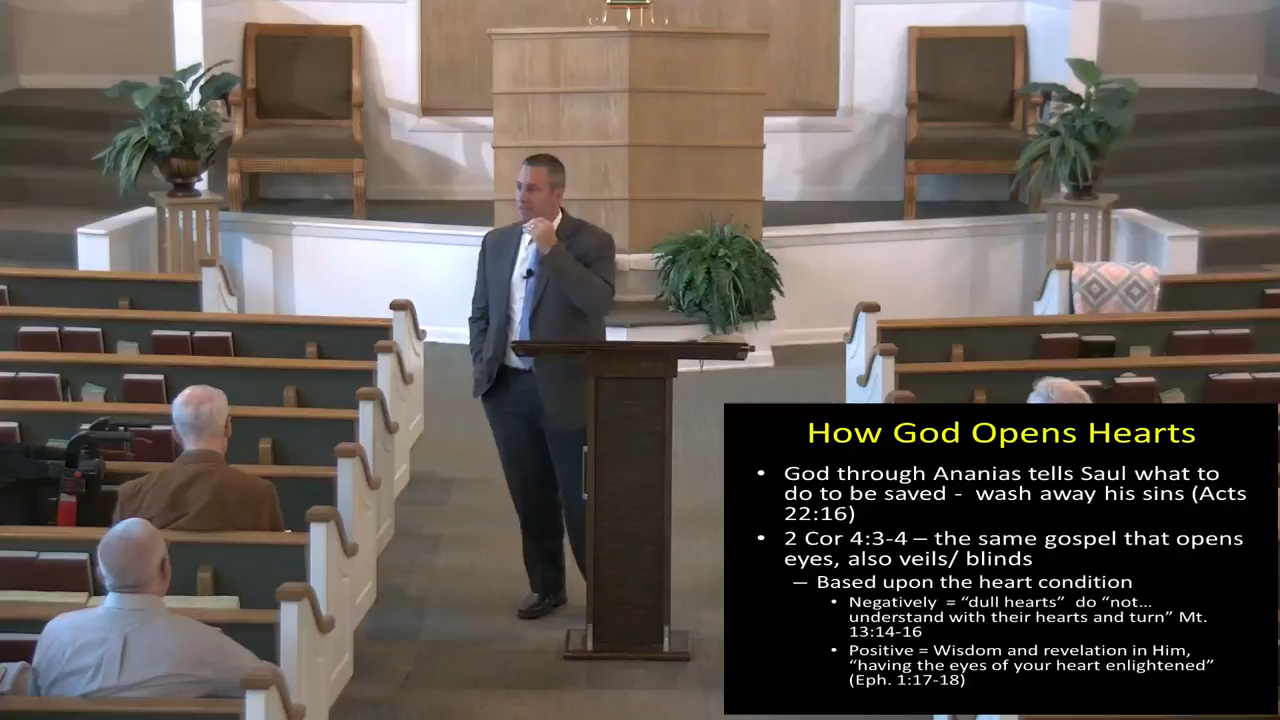 How God Opens Hearts
• God through Ananias tells Saul what to
do to be saved - wash away his sins (Acts
22:16)
• 2 Cor 4:3-4 – the same gospel that opens
eyes, also veils/ blinds
– Based upon the heart condition
• Negatively = “dull hearts” do “not...
understand with their hearts and turn” Mt.
13:14-16
• Positive = Wisdom and revelation in Him,
“having the eyes of your heart enlightened”
(Eph. 1:17-18)